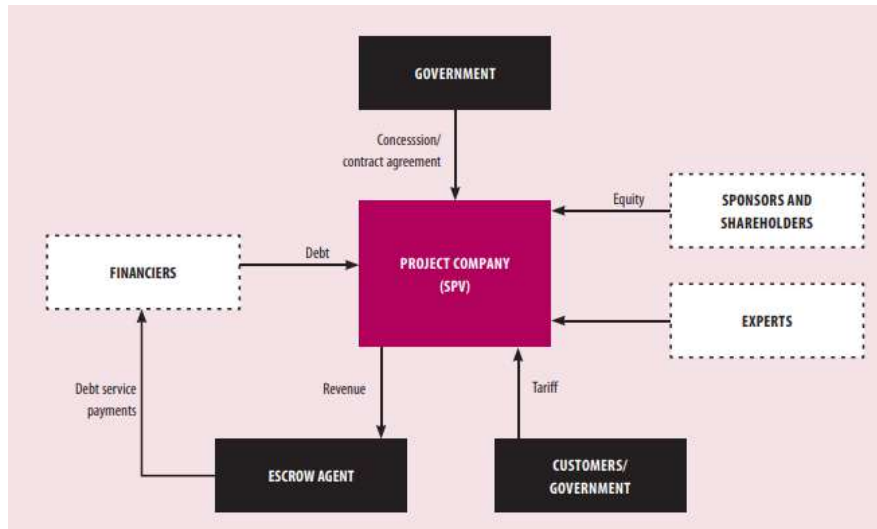 GOVERNMENT
Concesssion/
contract agreement
Equity
SPONSORS AND
SHAREHOLDERS
Debt
FINANCIERS
PROJECT COMPANY
(SPV)
EXPERTS
Debt service
payments
Revenue
Tariff
ESCROW AGENT
CUSTOMERS/
GOVERNMENT